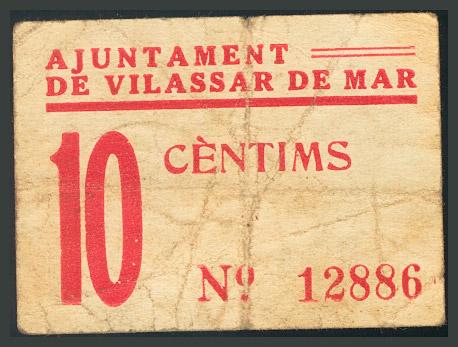 AJUNTAMENT
DE VILASSAR DE MAR
10 CÈNTIMS
Nº 12886